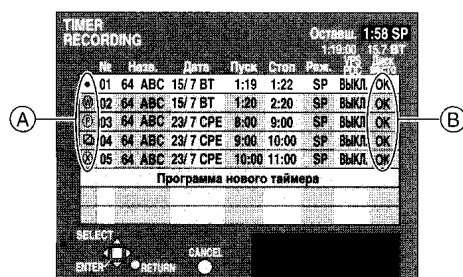 TIMER
RECORDING
Оставш. 1:58 SP
1:19:00 15.7 ВТ
№ Назв. Дата Пуск Стоп Реж. VPS PDC Диск
01 64 ABC 15/ 7 ВТ 1:19 1:22 SP ВЫКЛ. OK
W 02 64 ABC 15/ 7 ВТ 1:20 2:20 SP ВЫКЛ. OK
F 03 64 ABC 23/ 7 СРЕ 8:00 9:00 SP ВЫКЛ. OK
04 64 ABC 23/ 7 СРЕ 9:00 10:00 SP ВЫКЛ. OK
X 05 64 ABC 23/ 7 СРЕ 10:00 11:00 SP ВЫКЛ. OK
Программа нового таймера
SELECT
ENTER RETURN
CANCEL
A
B